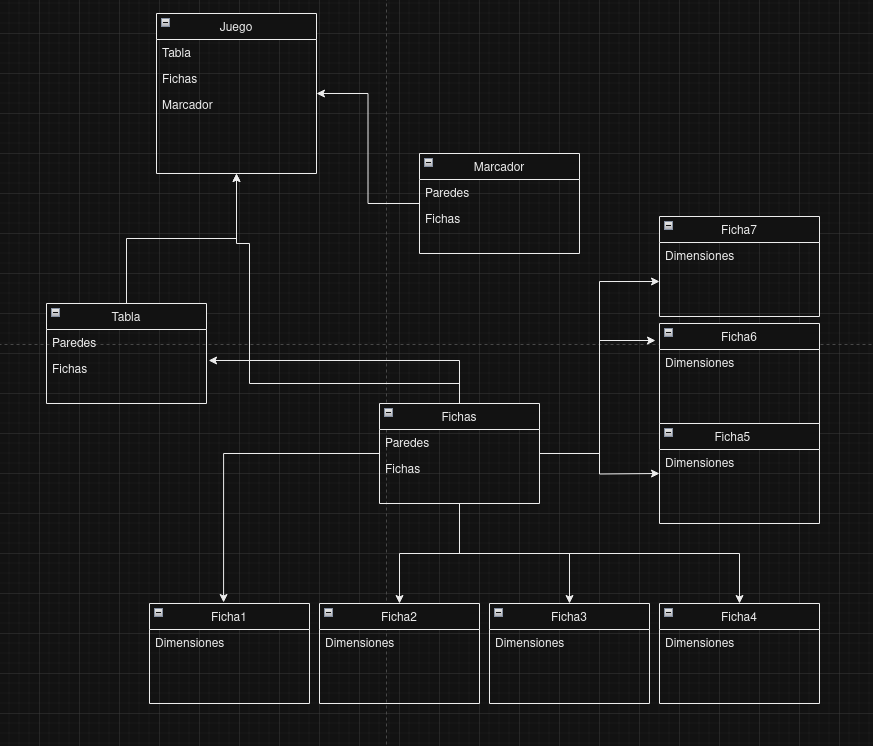 Juego
Tabla
Fichas
Marcador
Marcador
Paredes
Fichas
Ficha7
Dimensiones
Tabla
Paredes
Fichas
Ficha6
Dimensiones
Fichas
Paredes
Fichas
Ficha5
Dimensiones
Ficha1
Dimensiones
Ficha2
Dimensiones
Ficha3
Dimensiones
Ficha4
Dimensiones